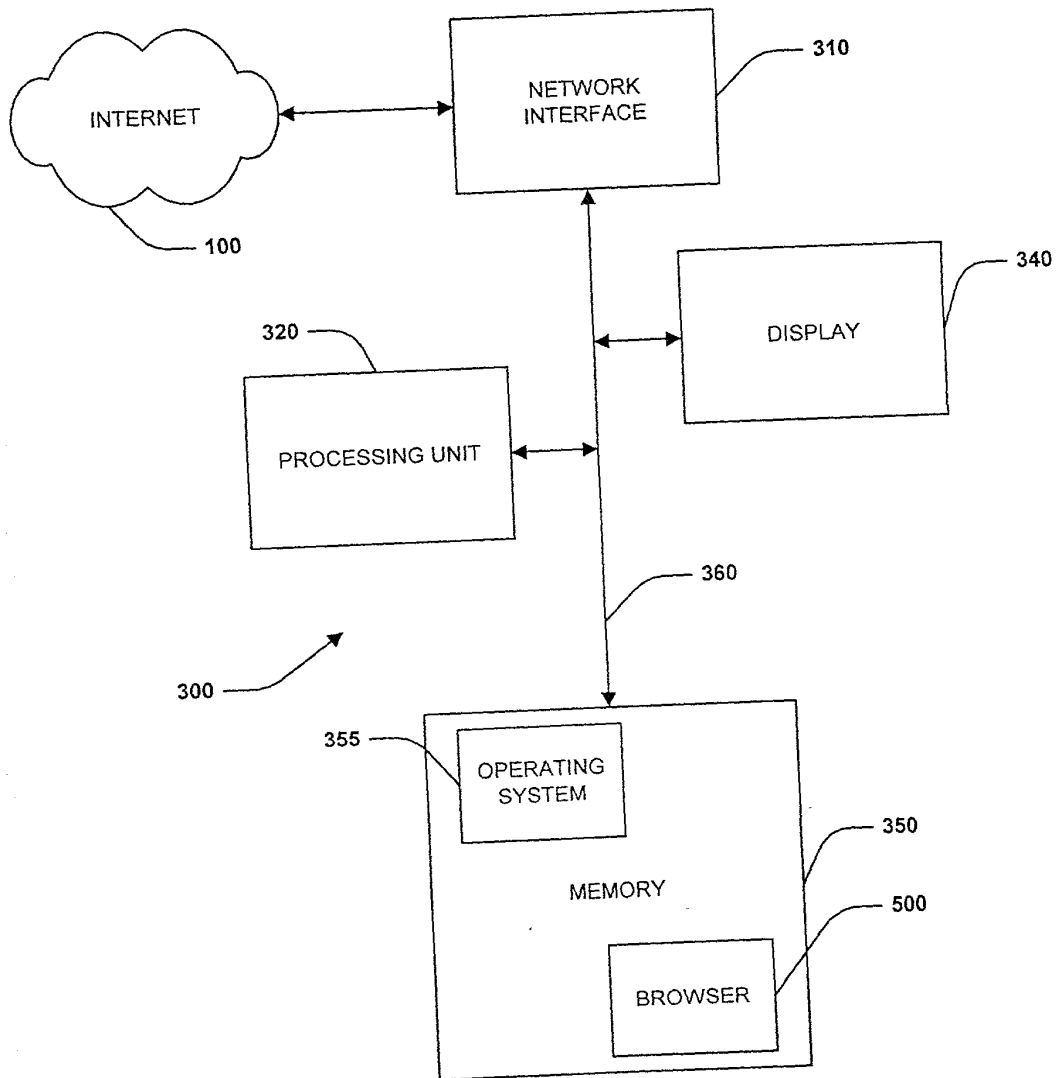 310
NETWORK
INTERFACE
INTERNET
100
340
DISPLAY
320
PROCESSING UNIT
360
300
355
OPERATING
SYSTEM
350
MEMORY
500
BROWSER